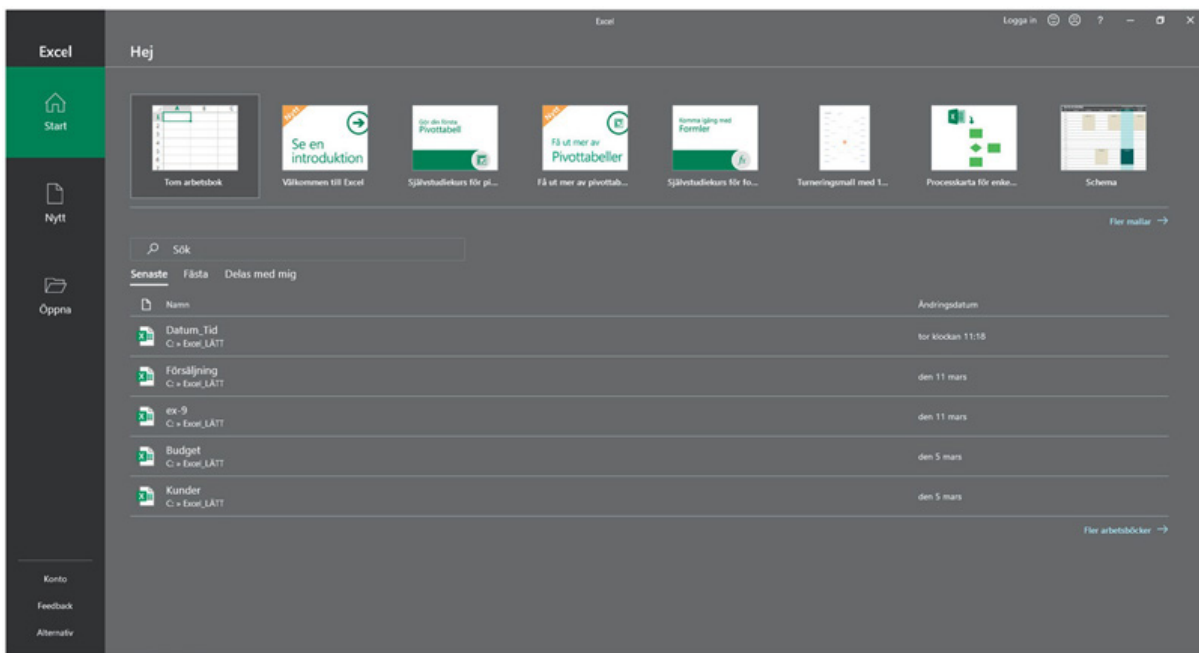 Excel
Logga in ?
Excel
Hej
Start
Nytt
Öppna
A B C
Nytt
Se en
introduktion
Gör din första
Pivottabell
Nytt
Få ut mer av
Pivottabeller
Komma igång med
Formler
fx
Tom arbetsbok
Välkommen till Excel
Självstudiekurs för pi...
Få ut mer av pivottab...
Självstudiekurs för fo...
Turneringsmall med 1...
Processkarta för enke...
Schema
Fler mallar
Sök
Senaste Fästa Delas med mig
Namn Ändringsdatum
Datum_Tid
C: » Excel_LÄTT
tor klockan 11:18
Försäljning
C: » Excel_LÄTT
den 11 mars
ex-9
C: » Excel_LÄTT
den 11 mars
Budget
C: » Excel_LÄTT
den 5 mars
Kunder
C: » Excel_LÄTT
den 5 mars
Fler arbetsböcker
Konto
Feedback
Alternativ